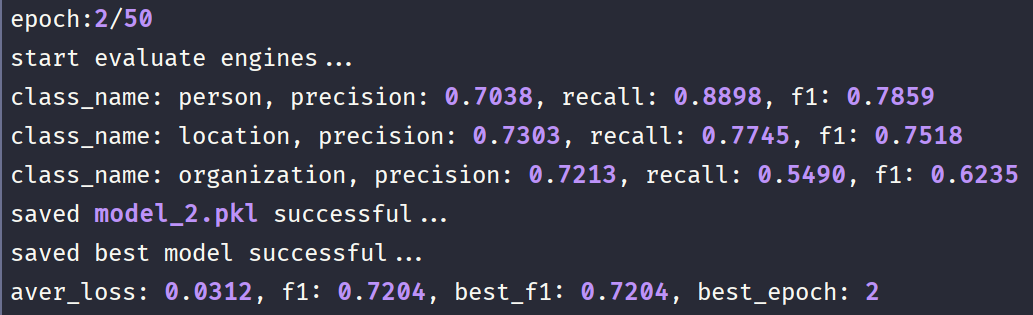 epoch:2/50
start evaluate engines...
class_name: person, precision: 0.7038, recall: 0.8898, f1: 0.7859
class_name: location, precision: 0.7303, recall: 0.7745, f1: 0.7518
class_name: organization, precision: 0.7213, recall: 0.5490, f1: 0.6235
saved model_2.pkl successful...
saved best model successful...
aver_loss: 0.0312, f1: 0.7204, best_f1: 0.7204, best_epoch: 2